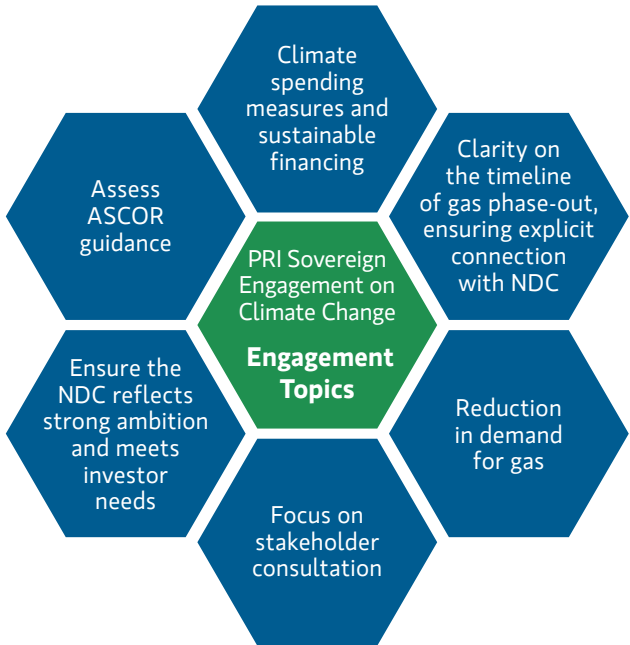 Climate
spending
measures and
sustainable
financing
Clarity on
the timeline
of gas phase-out,
ensuring explicit
connection
with NDC
Assess
ASCOR
guidance
PRI Sovereign
Engagement on
Climate Change
Engagement
Topics
Ensure the
NDC reflects
strong ambition
and meets
investor
needs
Reduction
in demand
for gas
Focus on
stakeholder
consultation